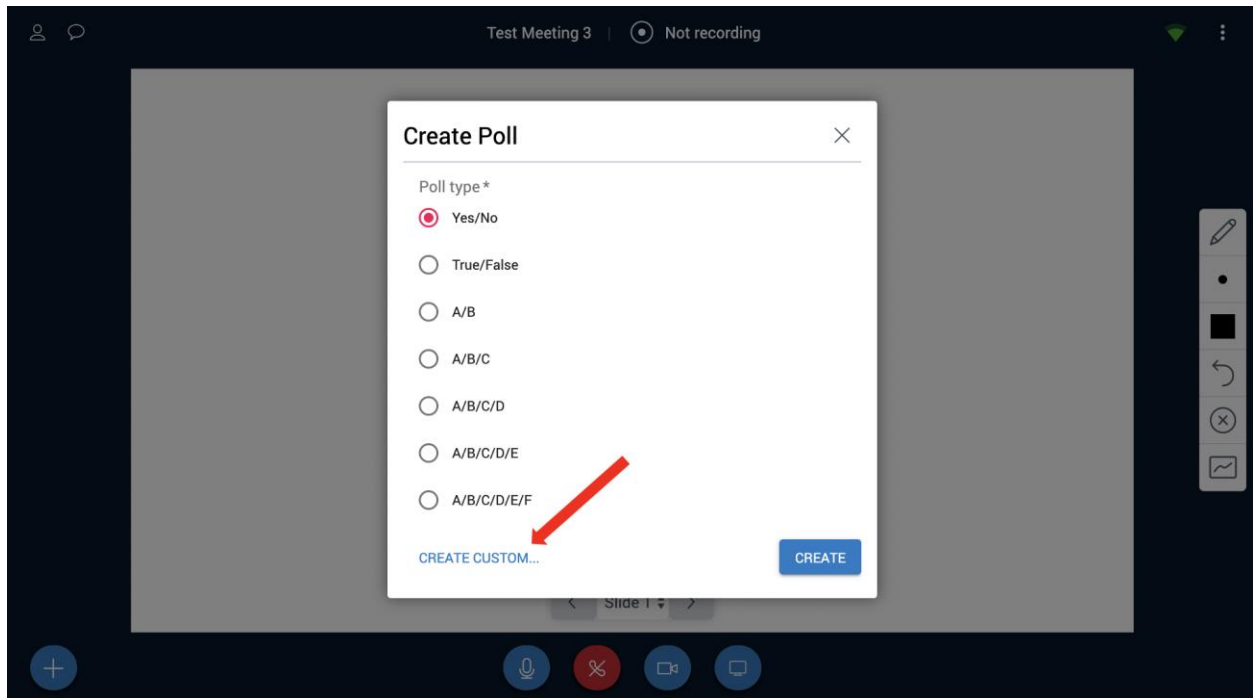 Test Meeting 3 | Not recording
Create Poll
Poll type*
Yes/No
True/False
A/B
A/B/C
A/B/C/D
A/B/C/D/E
A/B/C/D/E/F
CREATE CUSTOM... CREATE
Slide 1